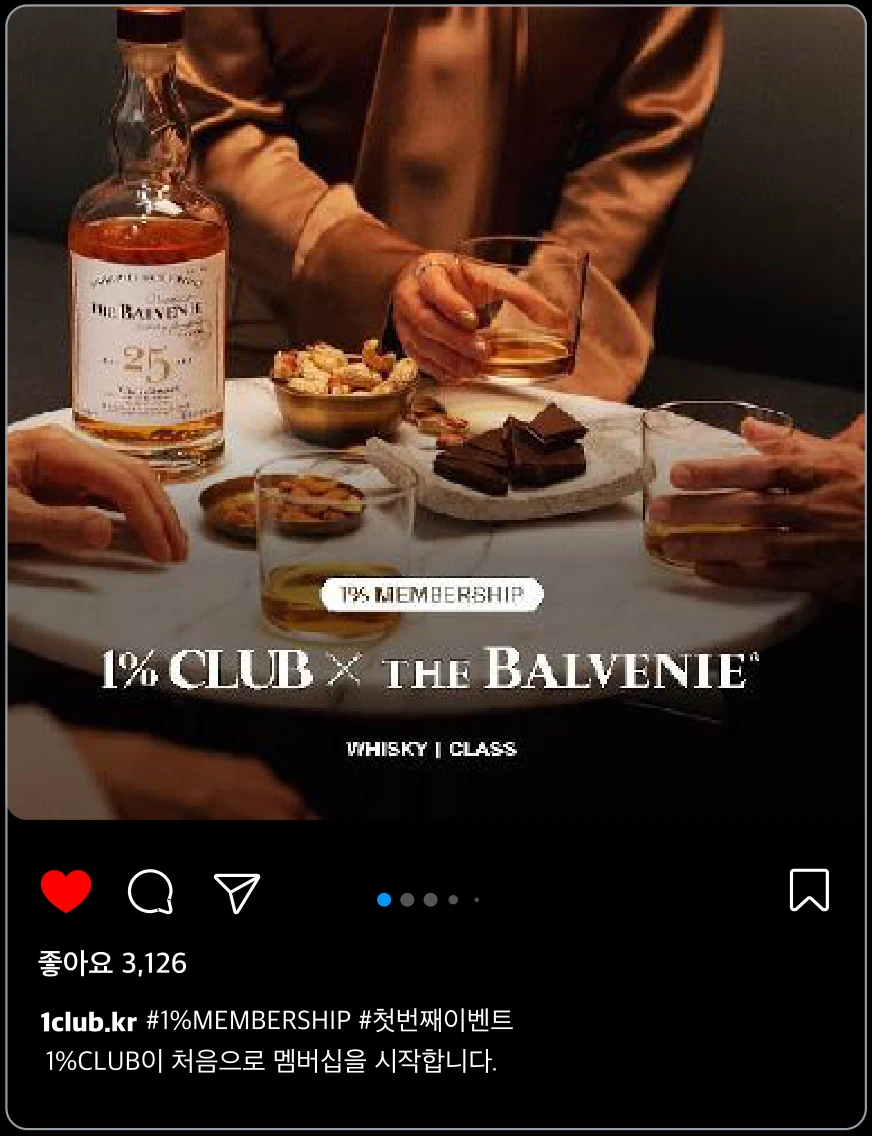 THE BALVENIE
25
1% MEMBERSHIP
1% CLUB × THE BALVENIE®
WHISKY | CLASS
좋아요 3,126
1club.kr #1%MEMBERSHIP #첫번째이벤트
1%CLUB이 처음으로 멤버십을 시작합니다.